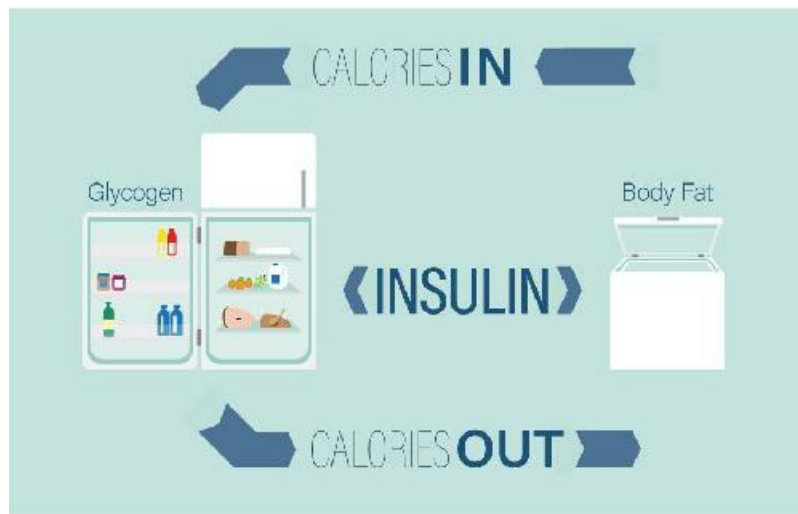 CALORIES IN
Glycogen
Body Fat
INSULIN
CALORIES OUT